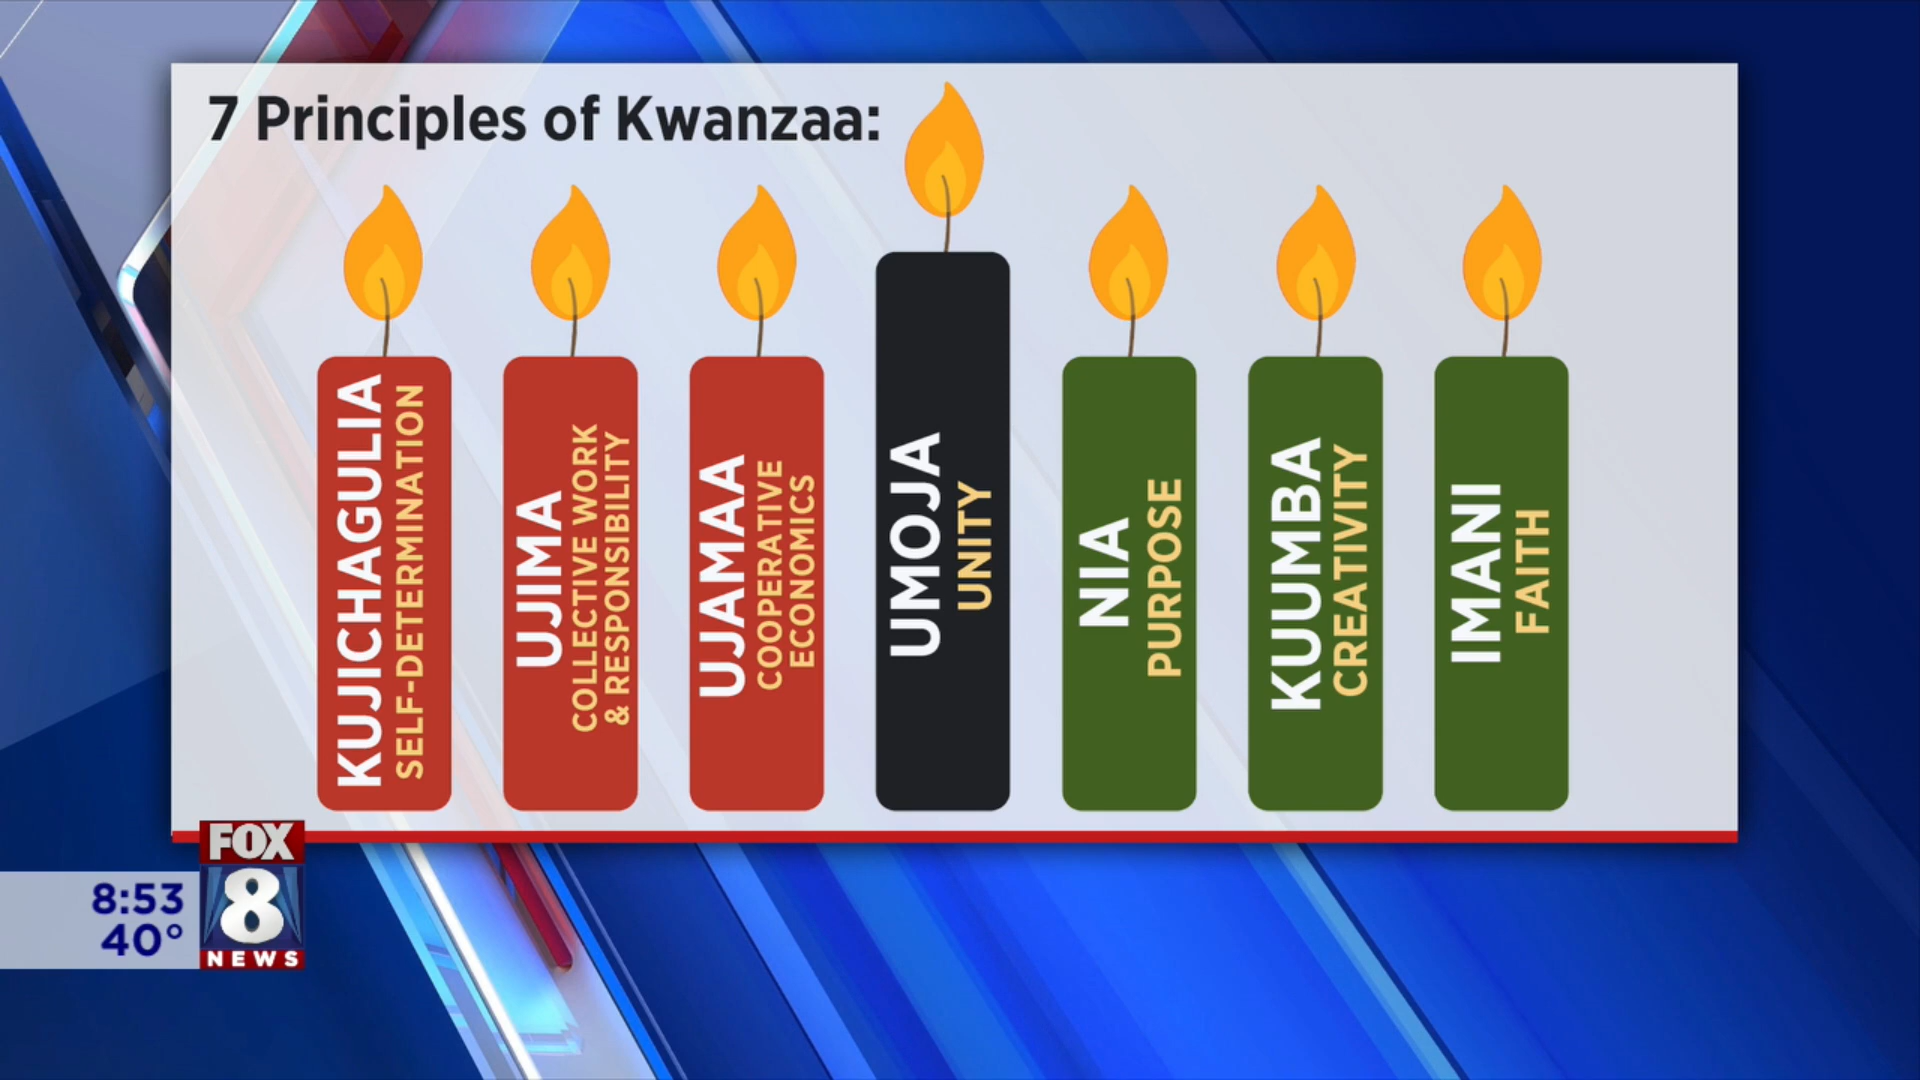 7 Principles of Kwanzaa:
KUJICHAGULIA
SELF-DETERMINATION
UJIMA
COLLECTIVE WORK
& RESPONSIBILITY
UJAMAA
COOPERATIVE
ECONOMICS
UMOJA
UNITY
NIA
PURPOSE
KUUMBA
CREATIVITY
IMANI
FAITH
8:53
40°
FOX
8
NEWS